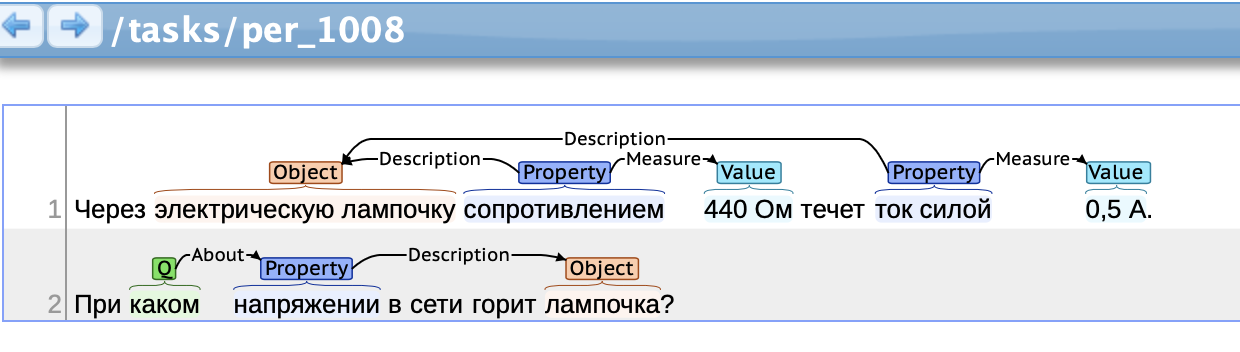 /tasks/per_1008
Description
Description Measure Measure
Object Property Value Property Value
1 Через электрическую лампочку сопротивлением 440 Ом течет ток силой 0,5 А.
About Description
Q Property Object
2 При каком напряжении в сети горит лампочка?